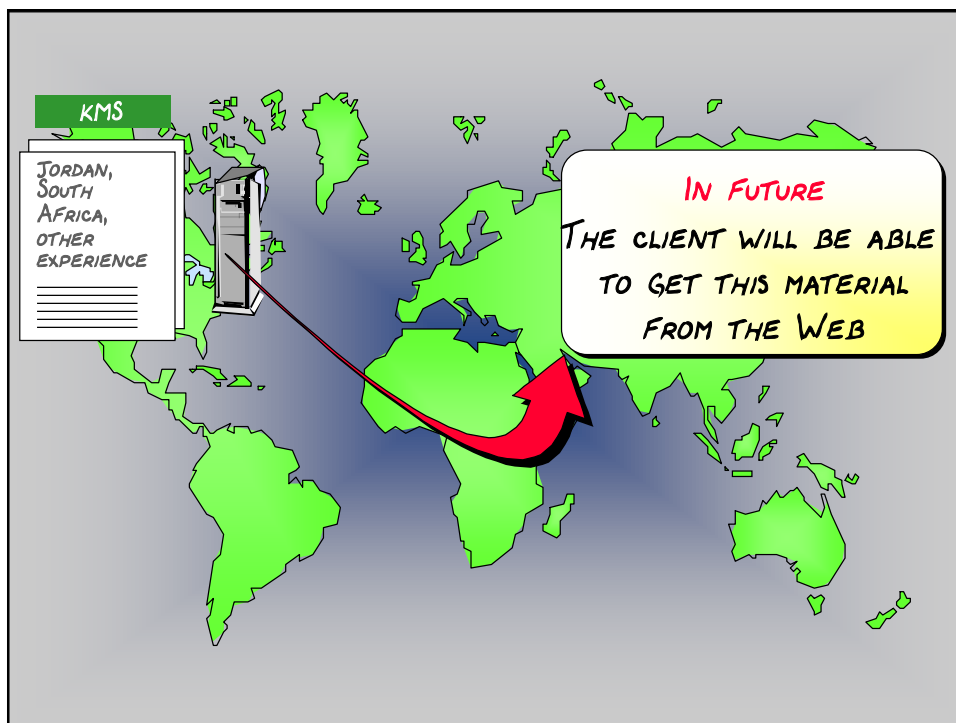 KMS
JORDAN,
SOUTH
AFRICA,
OTHER
EXPERIENCE
IN FUTURE
THE CLIENT WILL BE ABLE
TO GET THIS MATERIAL
FROM THE WEB